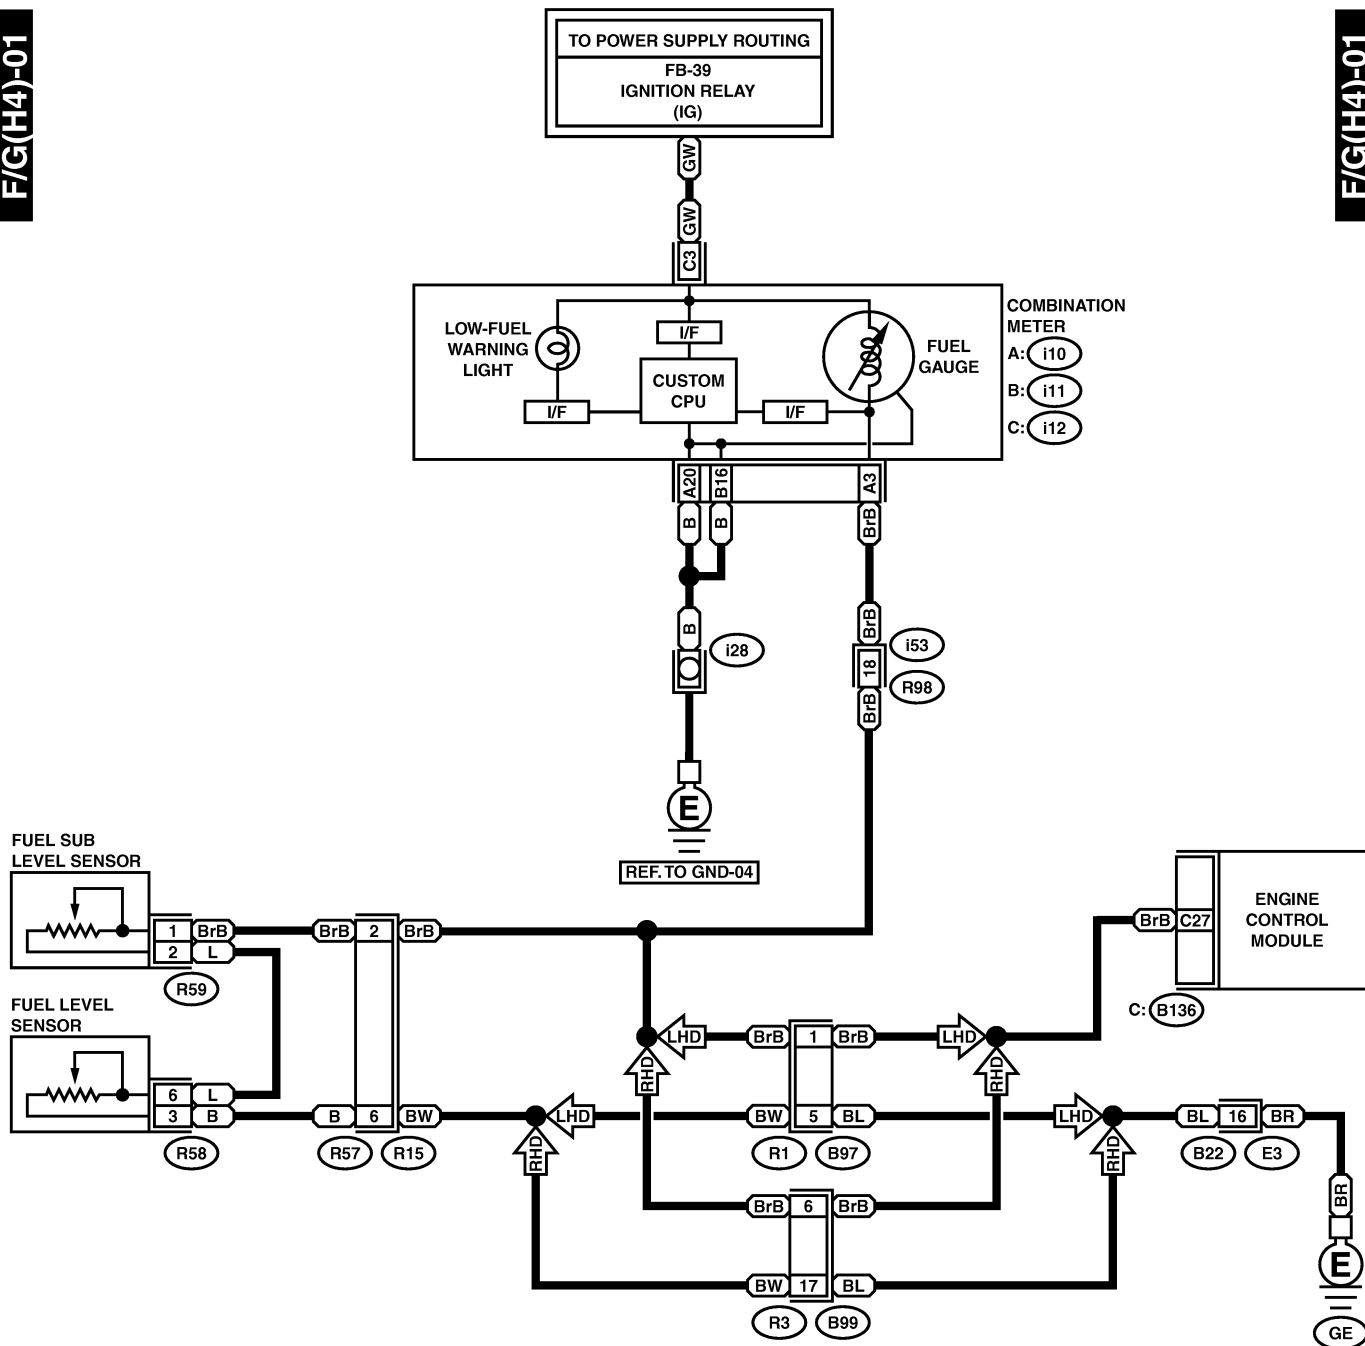 F/G(H4)-01
F/G(H4)-01
TO POWER SUPPLY ROUTING
FB-39
IGNITION RELAY
(IG)
GW
GW
C3
LOW-FUEL
WARNING
LIGHT
I/F
I/F
CUSTOM
CPU
I/F
FUEL
GAUGE
COMBINATION
METER
A: i10
B: i11
C: i12
A20
B16
A3
B
B
BrB
B
i28
BrB
i53
18
R98
BrB
E
REF. TO GND-04
FUEL SUB
LEVEL SENSOR
1 BrB
2 L
R59
BrB 2 BrB
FUEL LEVEL
SENSOR
6 L
3 B
R58
B 6 BW
R57 R15
LHD
BrB 1 BrB
LHD
RHD
RHD
LHD
BW 5 BL
LHD
R1 B97
RHD
RHD
BrB 6 BrB
BW 17 BL
R3 B99
BrB C27
ENGINE
CONTROL
MODULE
C: B136
BL 16 BR
B22 E3
BR
E
GE